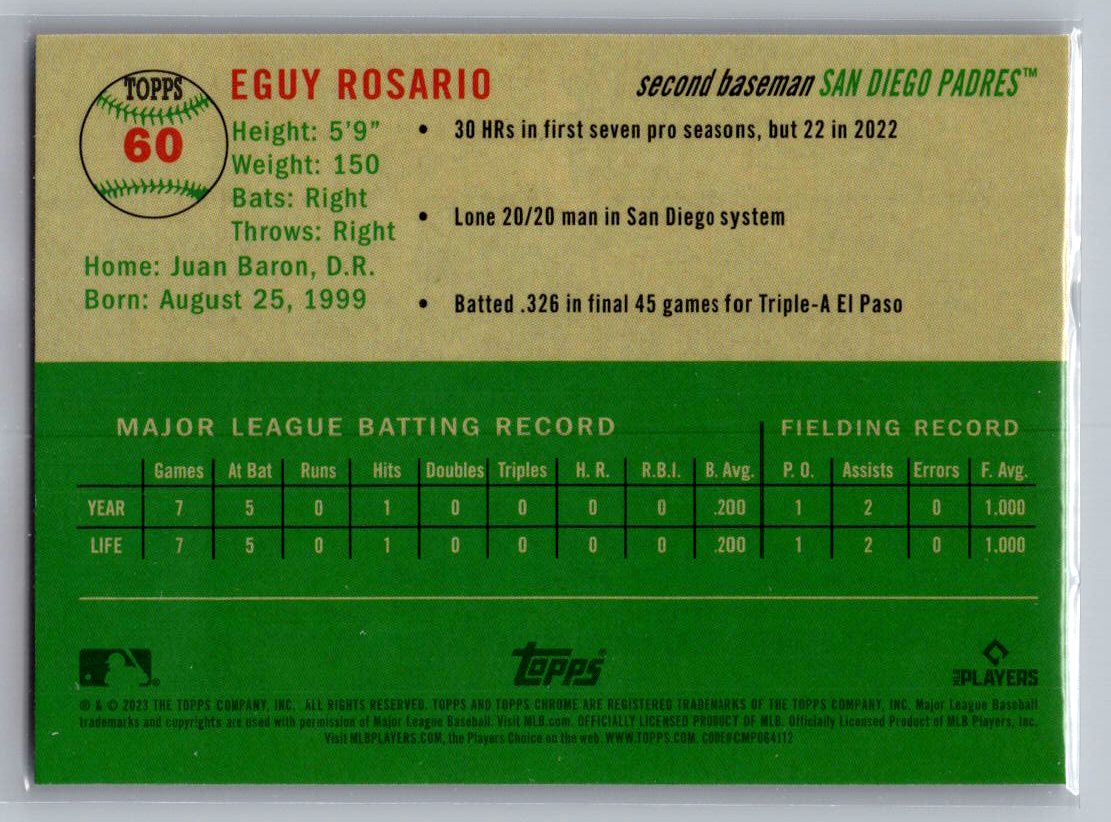 TOPPS
60
EGUY ROSARIO
second baseman SAN DIEGO PADRES™
Height: 5'9"
Weight: 150
Bats: Right
Throws: Right
Home: Juan Baron, D.R.
Born: August 25, 1999
• 30 HRs in first seven pro seasons, but 22 in 2022
• Lone 20/20 man in San Diego system
• Batted .326 in final 45 games for Triple-A El Paso
MAJOR LEAGUE BATTING RECORD FIELDING RECORD
Games At Bat Runs Hits Doubles Triples H. R. R.B.I. B. Avg. P. O. Assists Errors F. Avg.
YEAR 7 5 0 1 0 0 0 0 .200 1 2 0 1.000
LIFE 7 5 0 1 0 0 0 0 .200 1 2 0 1.000
topps®
PLAYERS
® & © 2023 THE TOPPS COMPANY, INC. ALL RIGHTS RESERVED. TOPPS AND TOPPS CHROME ARE REGISTERED TRADEMARKS OF THE TOPPS COMPANY, INC. Major League Baseball
trademarks and copyrights are used with permission of Major League Baseball. Visit MLB.com. OFFICIALLY LICENSED PRODUCT OF MLB. Officially Licensed Product of MLB Players, Inc.
Visit MLBPLAYERS.COM, the Players Choice on the web. WWW.TOPPS.COM. CODE#CMP064112